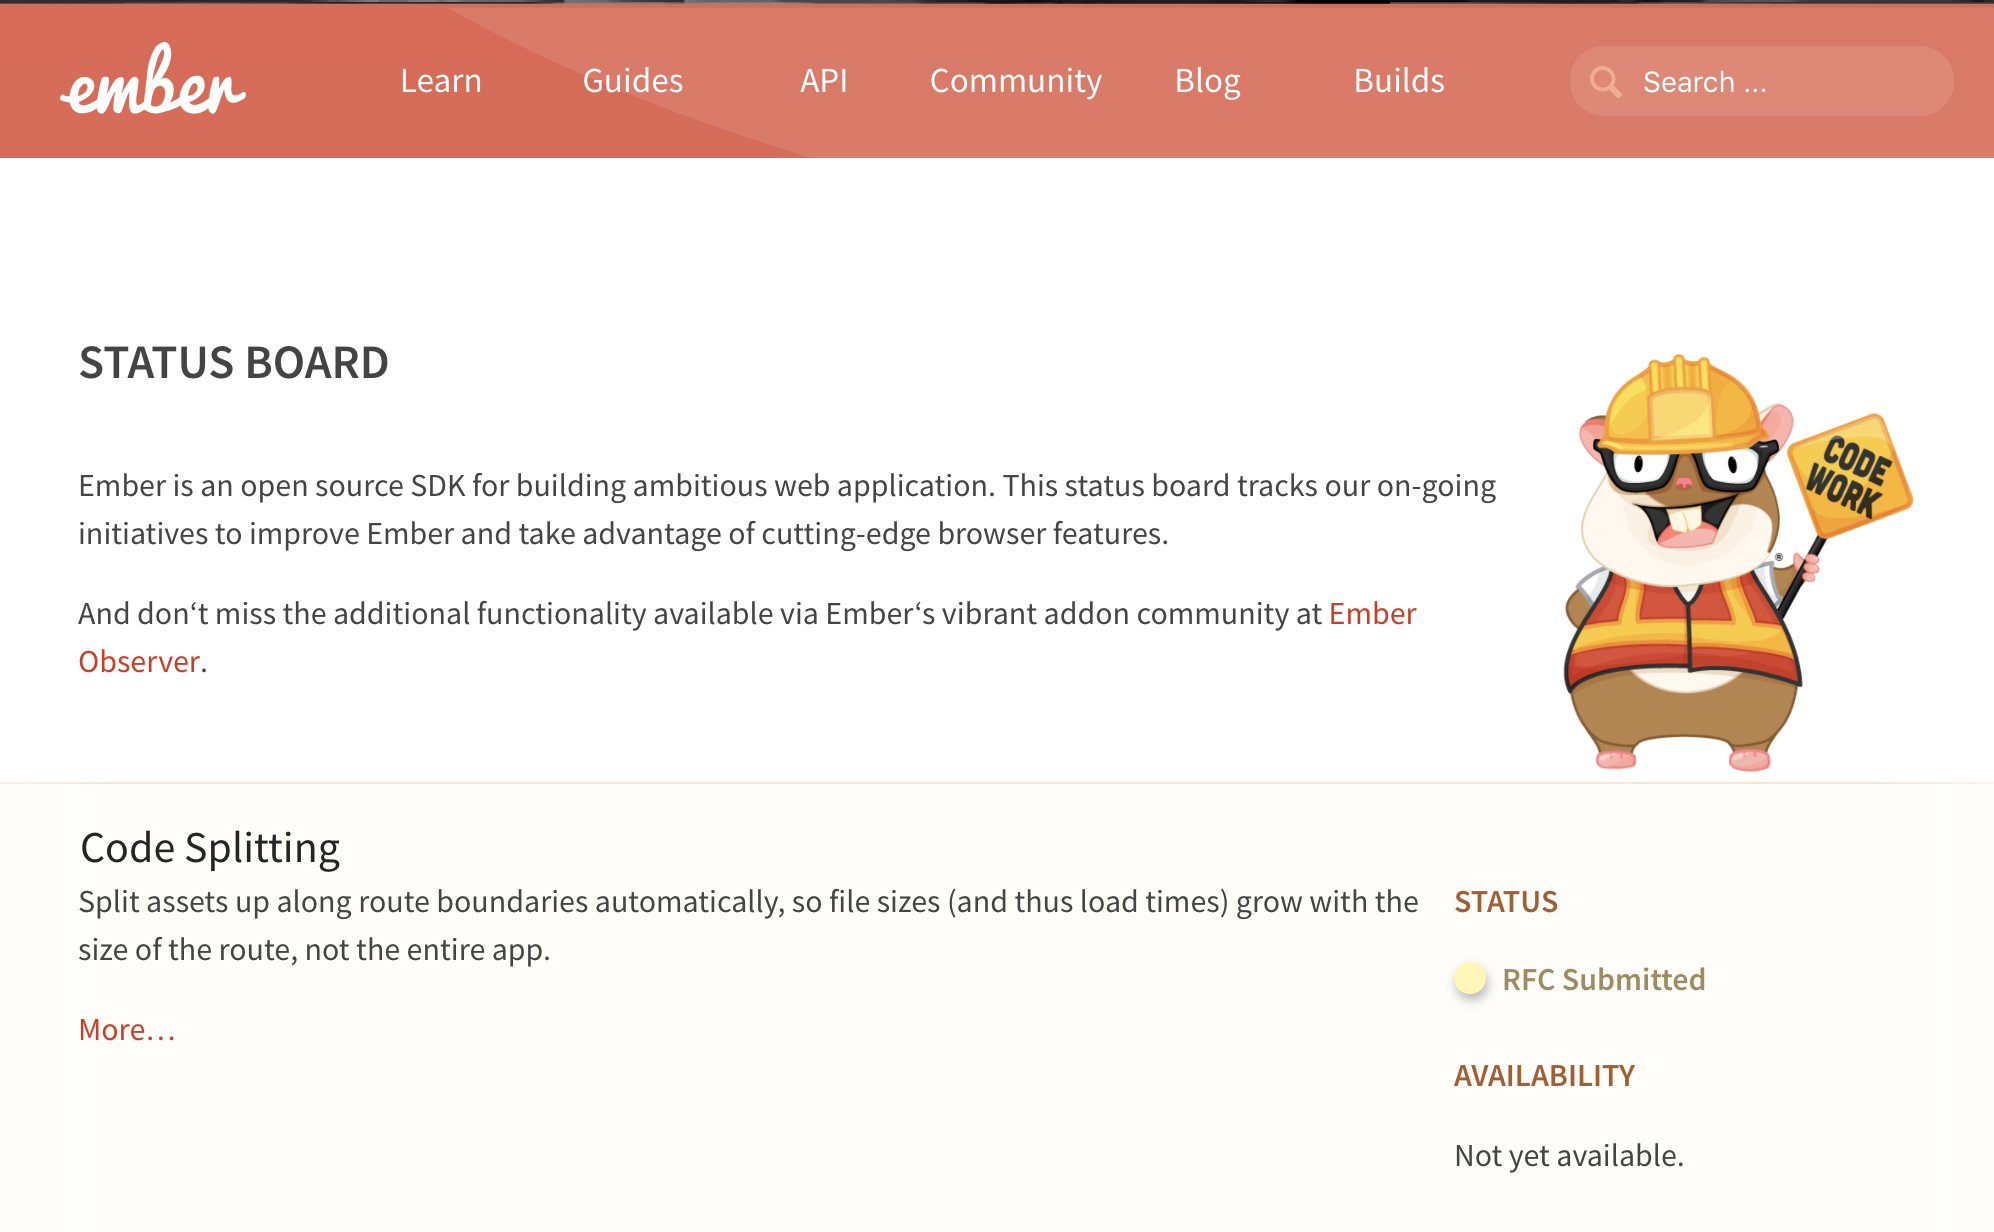 ember
Learn
Guides
API
Community
Blog
Builds
Search ...
STATUS BOARD
Ember is an open source SDK for building ambitious web application. This status board tracks our on-going
initiatives to improve Ember and take advantage of cutting-edge browser features.
And don‘t miss the additional functionality available via Ember‘s vibrant addon community at Ember
Observer.
CODE
WORK
®
Code Splitting
Split assets up along route boundaries automatically, so file sizes (and thus load times) grow with the
size of the route, not the entire app.
More…
STATUS
RFC Submitted
AVAILABILITY
Not yet available.